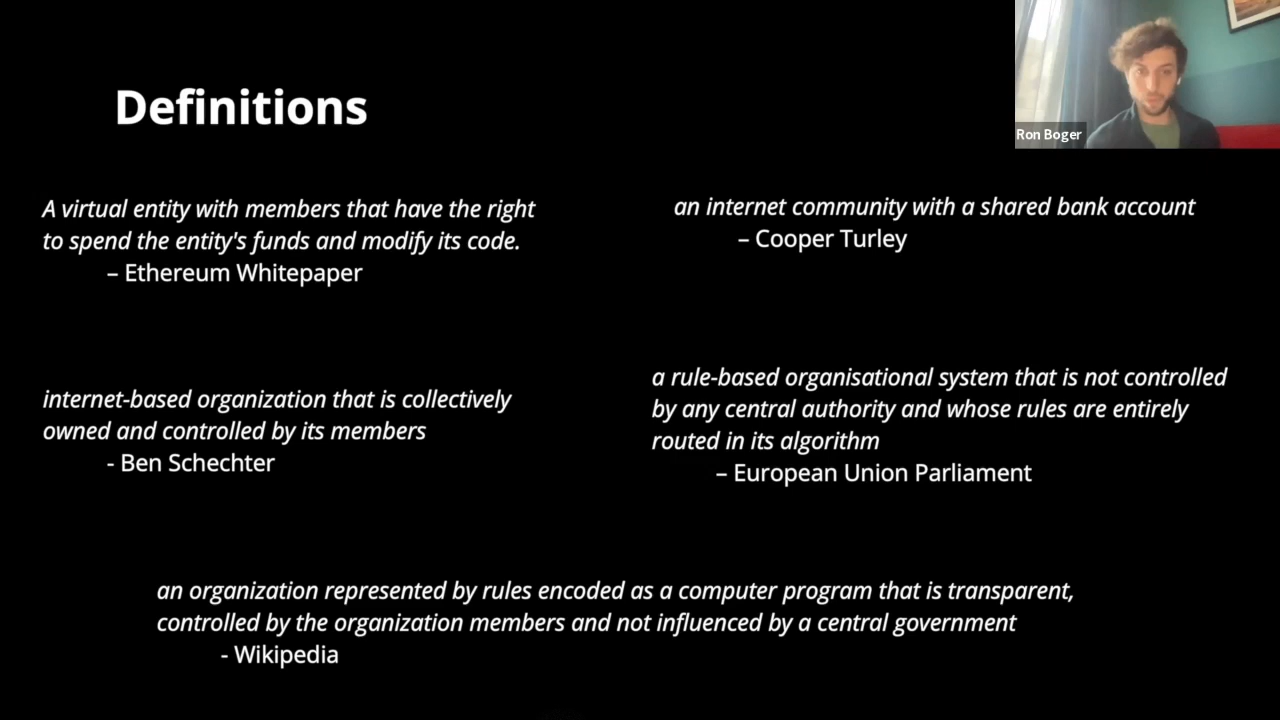 Definitions
Ron Boger
A virtual entity with members that have the right
to spend the entity's funds and modify its code.
– Ethereum Whitepaper
an internet community with a shared bank account
– Cooper Turley
internet-based organization that is collectively
owned and controlled by its members
- Ben Schechter
a rule-based organisational system that is not controlled
by any central authority and whose rules are entirely
routed in its algorithm
– European Union Parliament
an organization represented by rules encoded as a computer program that is transparent,
controlled by the organization members and not influenced by a central government
- Wikipedia